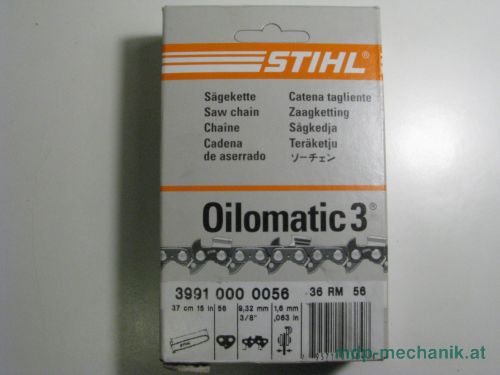 STIHL®
Sägekette Catena tagliente
Saw chain Zaagketting
Chaîne Sågkedja
Cadena Teräketju
de aserrado ソーチェン
Oilomatic 3®
3991 000 0056 36 RM 56
37 cm 15 in 56 9,32 mm 1,6 mm
3/8" ,063 in
mdp-mechanik.at